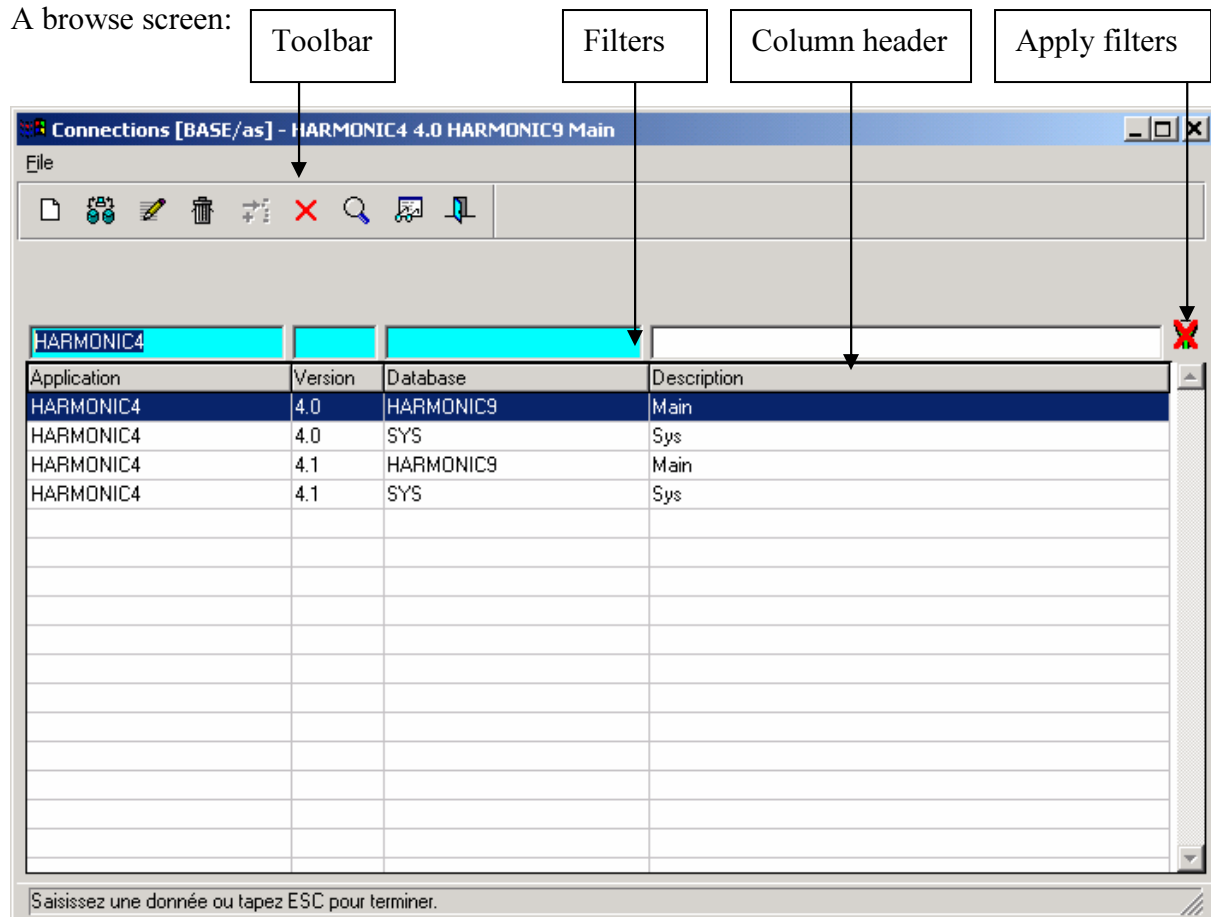 A browse screen:
Toolbar
Filters
Column header
Apply filters
Connections [BASE/as] - HARMONIC4 4.0 HARMONIC9 Main
File
HARMONIC4
Application Version Database Description
HARMONIC4 4.0 HARMONIC9 Main
HARMONIC4 4.0 SYS Sys
HARMONIC4 4.1 HARMONIC9 Main
HARMONIC4 4.1 SYS Sys
Saisissez une donnée ou tapez ESC pour terminer.